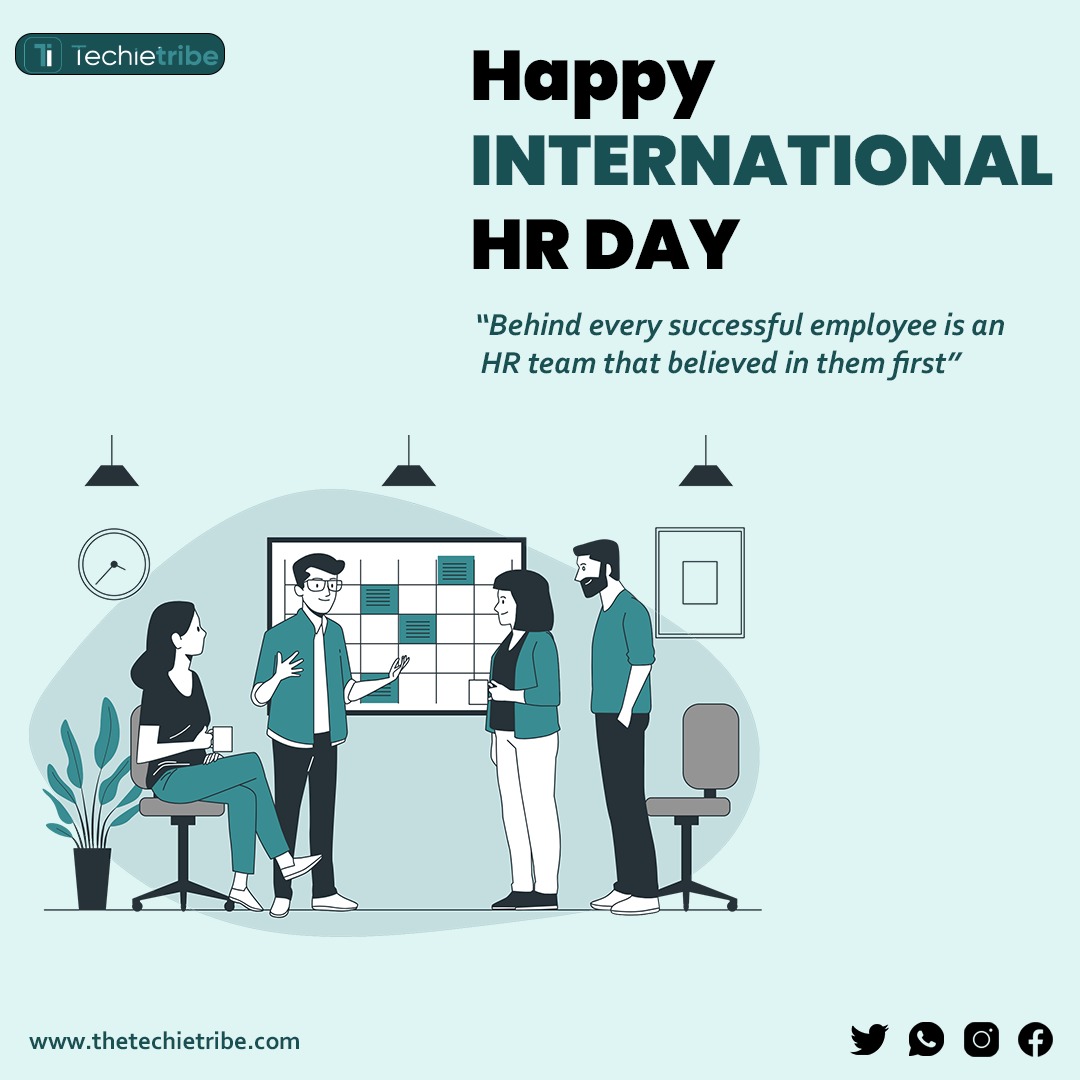 Ti Techietribe
Happy
INTERNATIONAL
HR DAY
“Behind every successful employee is an
HR team that believed in them first”
www.thetechietribe.com